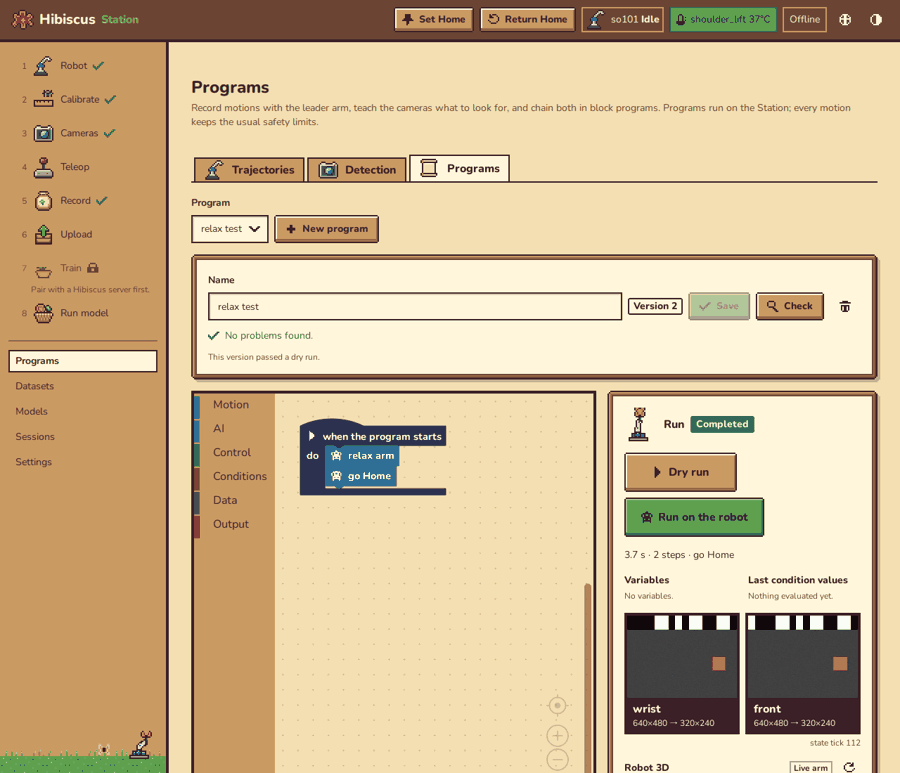 Hibiscus Station
Set Home
Return Home
so101 Idle
shoulder_lift 37°C
Offline
1 Robot
2 Calibrate
3 Cameras
4 Teleop
5 Record
6 Upload
7 Train
Pair with a Hibiscus server first.
8 Run model
Programs
Datasets
Models
Sessions
Settings
Programs
Record motions with the leader arm, teach the cameras what to look for, and chain both in block programs. Programs run on the Station; every motion
keeps the usual safety limits.
Trajectories
Detection
Programs
Program
relax test
New program
Name
relax test
Version 2
Save
Check
No problems found.
This version passed a dry run.
Motion
AI
Control
Conditions
Data
Output
when the program starts
do
relax arm
go Home
Run Completed
Dry run
Run on the robot
3.7 s · 2 steps · go Home
Variables
No variables.
Last condition values
Nothing evaluated yet.
wrist
640×480 → 320×240
front
640×480 → 320×240
state tick 112
Robot 3D
Live arm